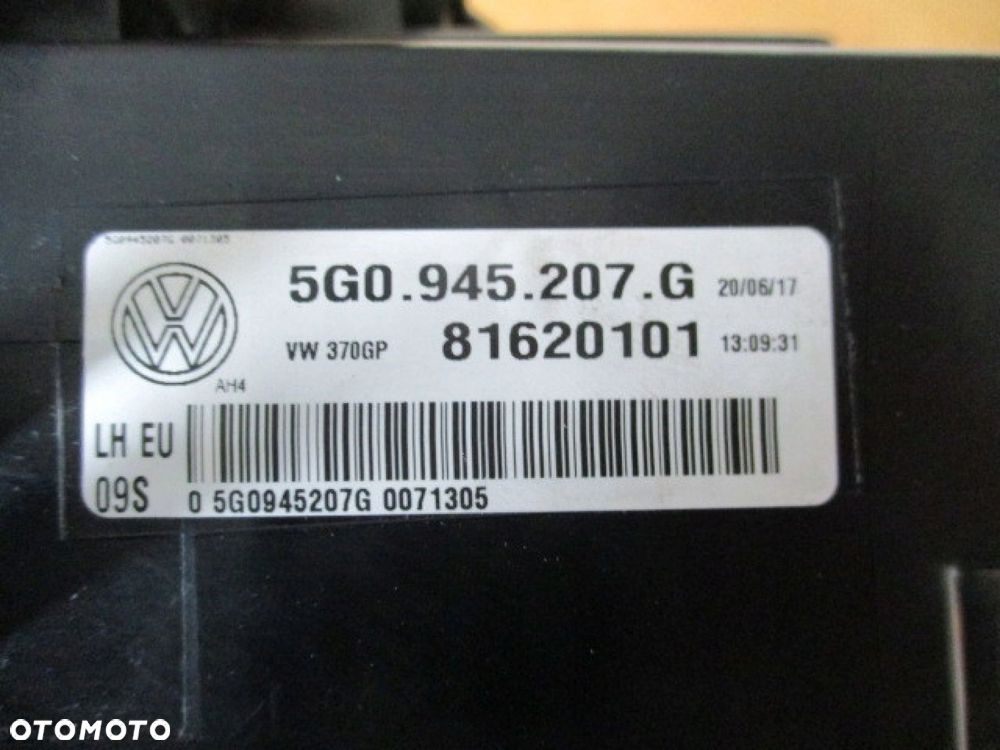 5G0945207G 0071305
5G0.945.207.G 20/06/17
VW 370GP 81620101 13:09:31
AH4
LH EU
09S
0 5G0945207G 0071305
OTOMOTO